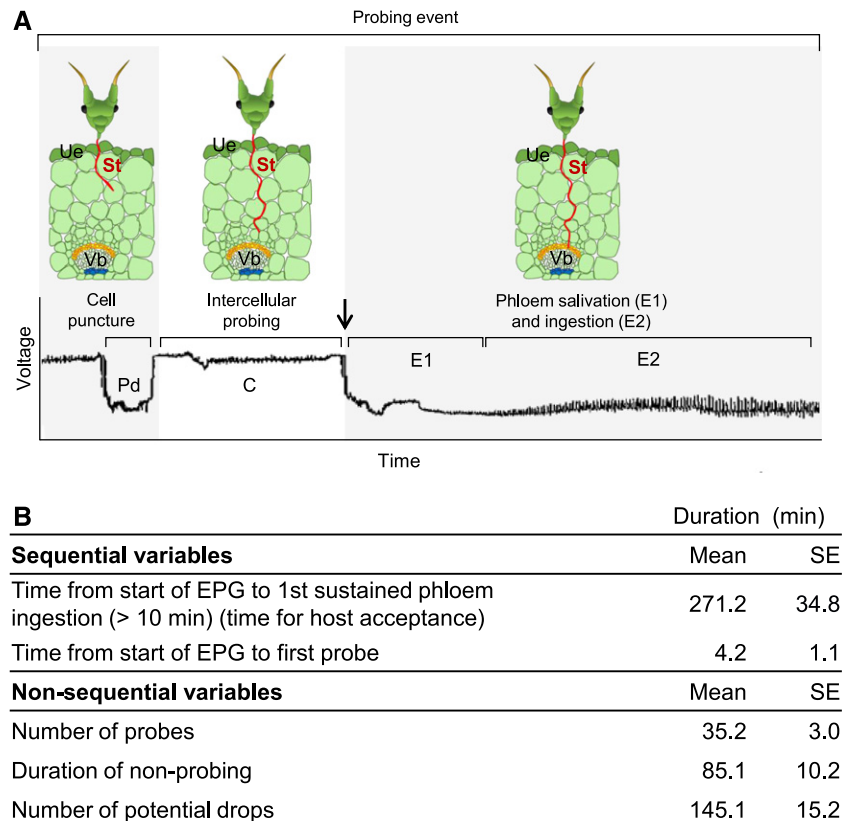 A
Probing event
Ue St Vb
Ue St Vb
Ue St Vb
Cell
puncture
Intercellular
probing
Phloem salivation (E1)
and ingestion (E2)
Voltage
Pd
C
E1
E2
Time
B
Duration (min)
Sequential variables Mean SE
Time from start of EPG to 1st sustained phloem
ingestion (> 10 min) (time for host acceptance) 271.2 34.8
Time from start of EPG to first probe 4.2 1.1
Non-sequential variables Mean SE
Number of probes 35.2 3.0
Duration of non-probing 85.1 10.2
Number of potential drops 145.1 15.2